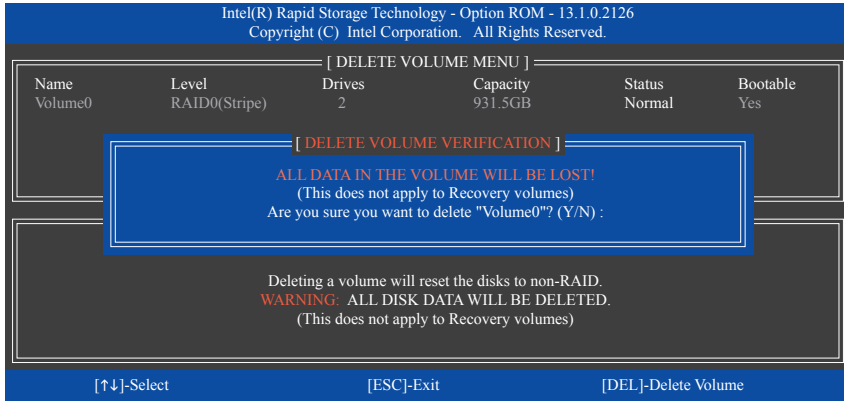 Intel(R) Rapid Storage Technology - Option ROM - 13.1.0.2126
Copyright (C) Intel Corporation. All Rights Reserved.
[ DELETE VOLUME MENU ]
Name Level Drives Capacity Status Bootable
Volume0 RAID0(Stripe) 2 931.5GB Normal Yes
[ DELETE VOLUME VERIFICATION ]
ALL DATA IN THE VOLUME WILL BE LOST!
(This does not apply to Recovery volumes)
Are you sure you want to delete "Volume0"? (Y/N) :
Deleting a volume will reset the disks to non-RAID.
WARNING: ALL DISK DATA WILL BE DELETED.
(This does not apply to Recovery volumes)
[↑↓]-Select [ESC]-Exit [DEL]-Delete Volume